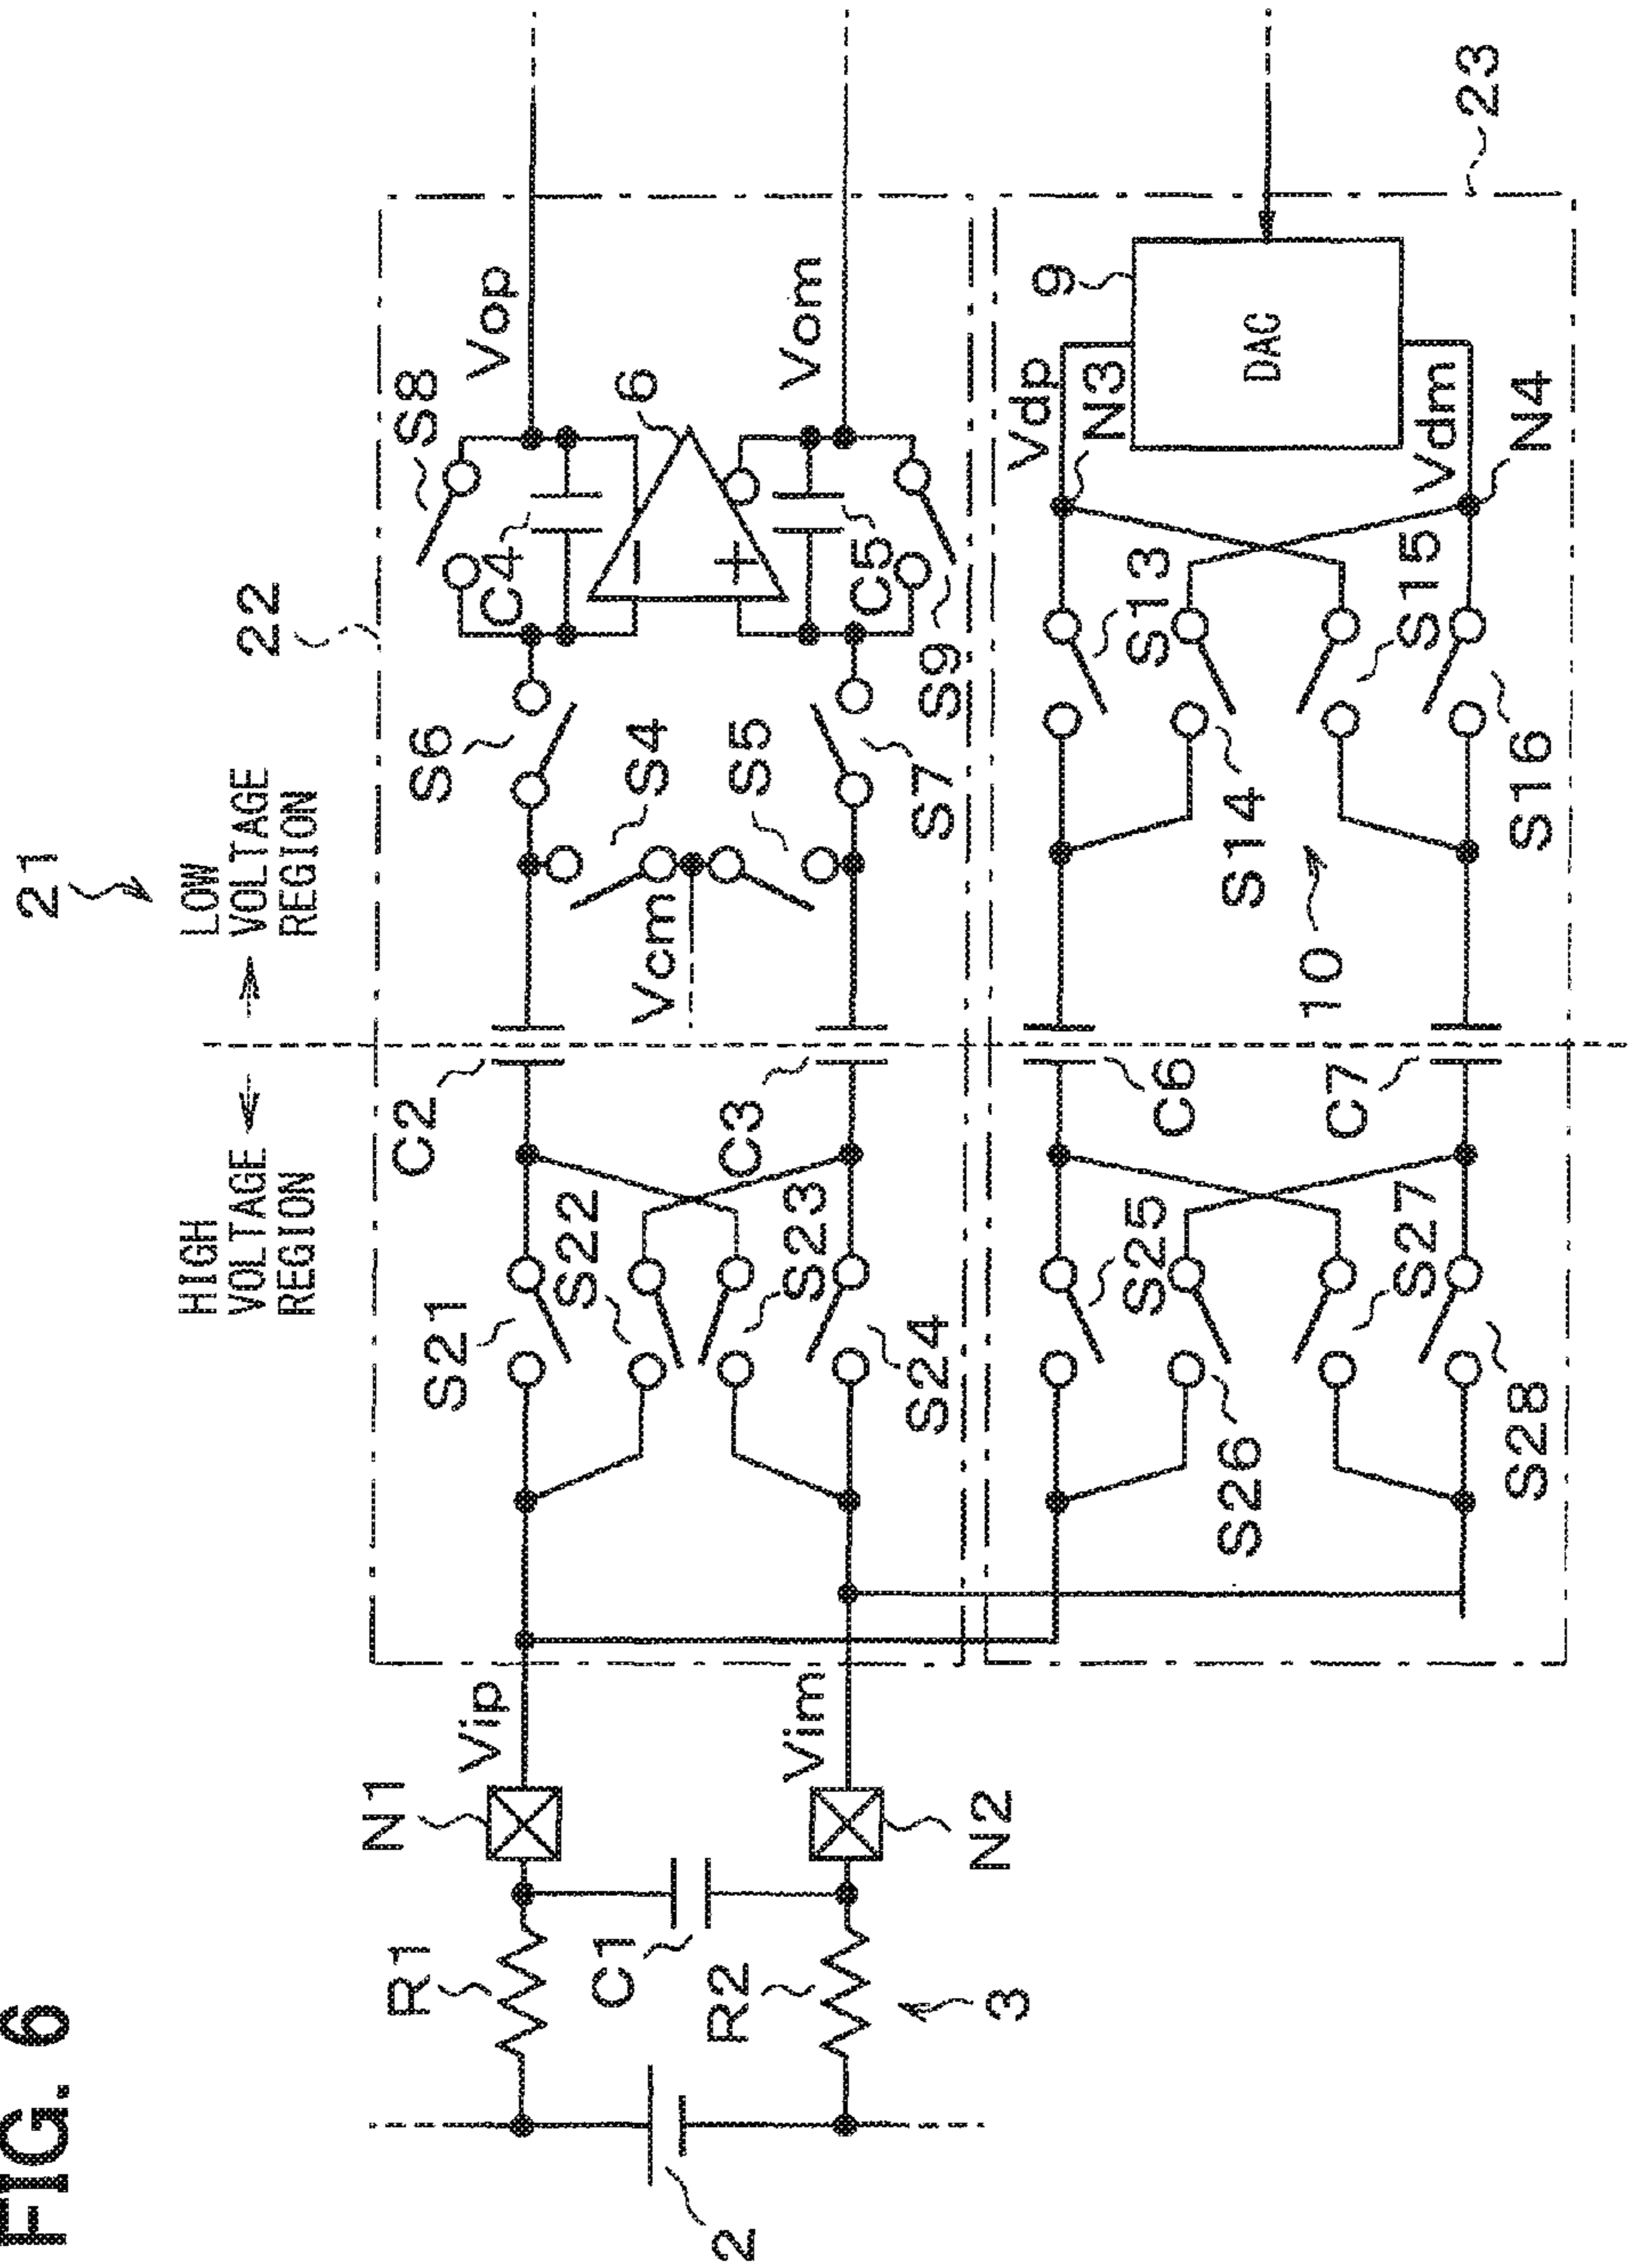 FIG. 6
21
HIGH
VOLTAGE
REGION
LOW
VOLTAGE
REGION
22
2
R1
C1
R2
3
N1
N2
Vip
Vim
S21
S22
S23
S24
C2
C3
Vcm
S6
S4
S5
S7
S8
C4
6
C5
S9
Vop
Vom
S25
S26
S27
S28
C6
C7
10
S13
S14
S15
S16
Vdp
N3
Vdm
N4
9
DAC
23